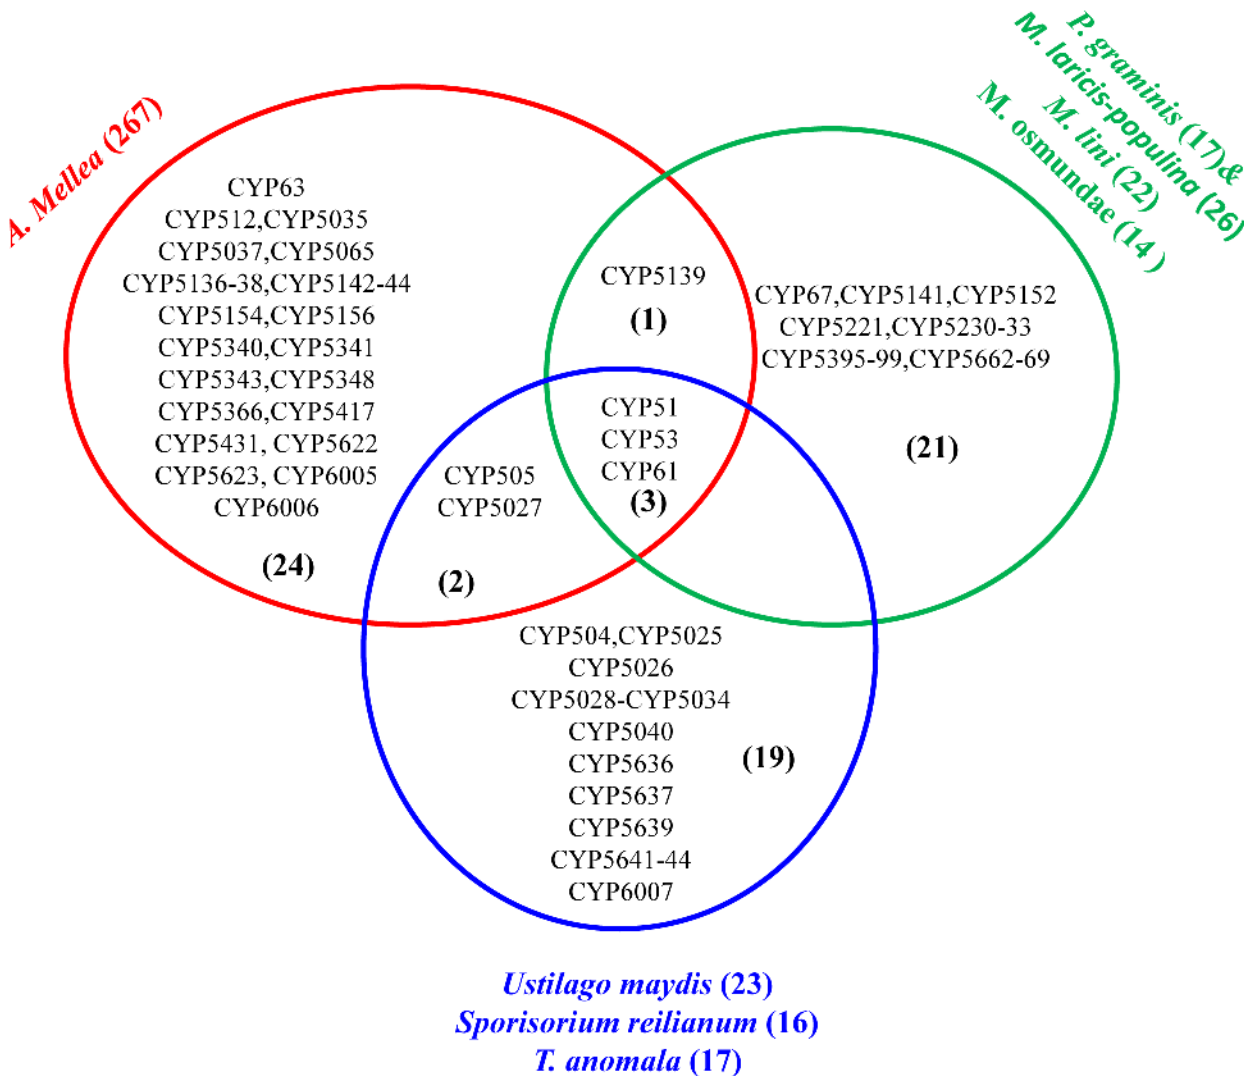 A. Mellea (267)
P. graminis (17)&
M. laricis-populina (26)
M. lini (22)
M. osmundae (14 )
CYP63
CYP512,CYP5035
CYP5037,CYP5065
CYP5136-38,CYP5142-44
CYP5154,CYP5156
CYP5340,CYP5341
CYP5343,CYP5348
CYP5366,CYP5417
CYP5431, CYP5622
CYP5623, CYP6005
CYP6006
(24)
CYP5139
(1)
CYP67,CYP5141,CYP5152
CYP5221,CYP5230-33
CYP5395-99,CYP5662-69
(21)
CYP51
CYP53
CYP61
(3)
CYP505
CYP5027
(2)
CYP504,CYP5025
CYP5026
CYP5028-CYP5034
CYP5040
CYP5636
CYP5637
CYP5639
CYP5641-44
CYP6007
(19)
Ustilago maydis (23)
Sporisorium reilianum (16)
T. anomala (17)